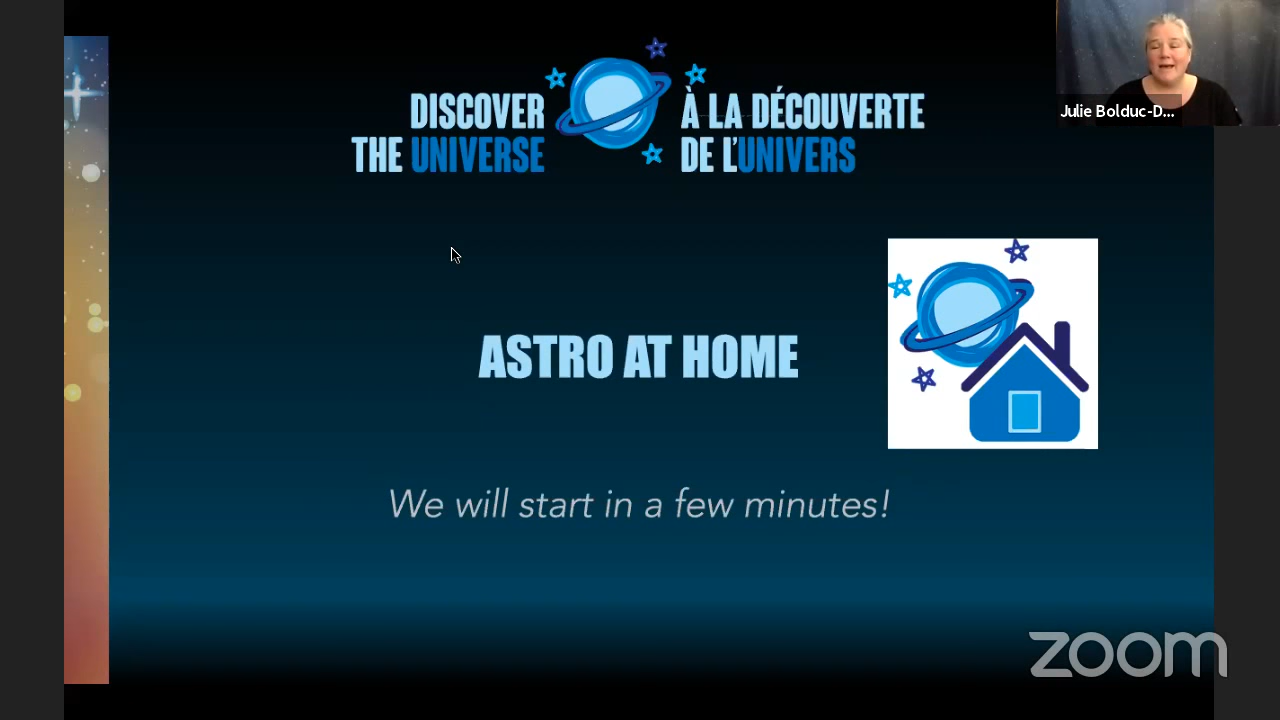 DISCOVER
THE UNIVERSE
À LA DÉCOUVERTE
DE L'UNIVERS
Julie Bolduc-D...
ASTRO AT HOME
We will start in a few minutes!
zoom